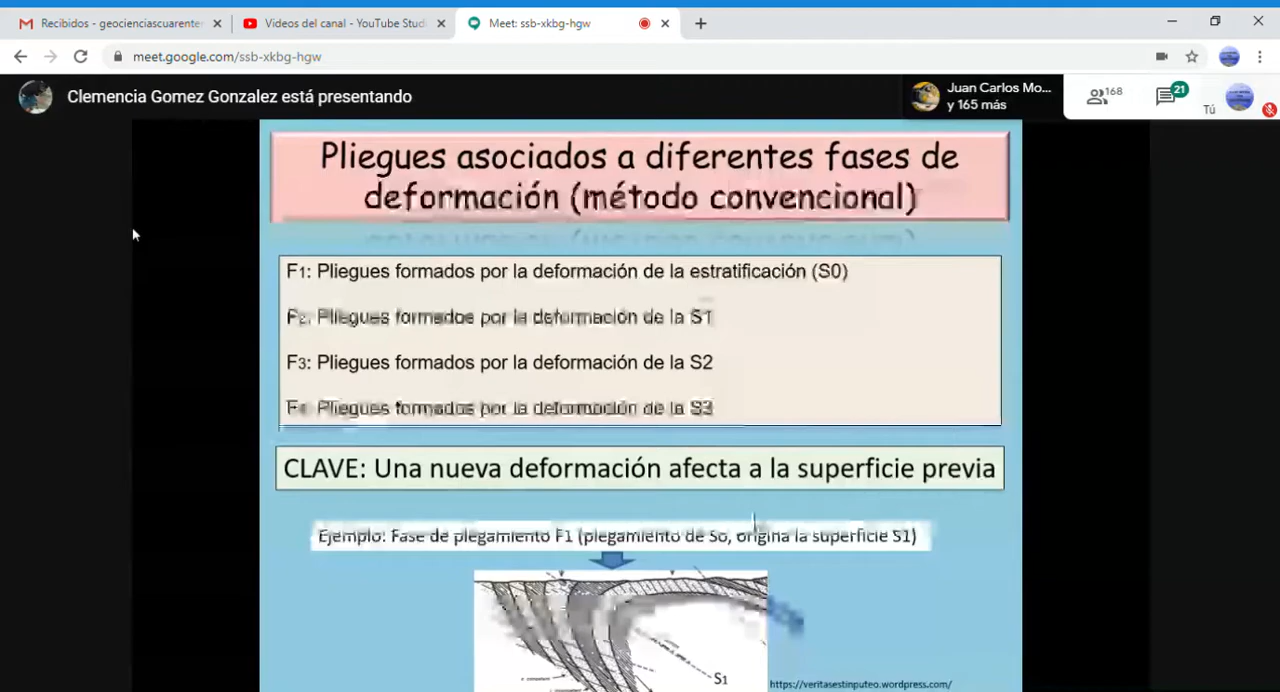 Recibidos - geocienciascuarente
Videos del canal - YouTube Studi
Meet: ssb-xkbg-hgw
meet.google.com/ssb-xkbg-hgw
Clemencia Gomez Gonzalez está presentando
Juan Carlos Mo...
y 165 más
168
21
Tú
Pliegues asociados a diferentes fases de
deformación (método convencional)
F1: Pliegues formados por la deformación de la estratificación (S0)
F2: Pliegues formados por la deformación de la S1
F3: Pliegues formados por la deformación de la S2
F4: Pliegues formados por la deformación de la S3
CLAVE: Una nueva deformación afecta a la superficie previa
Ejemplo: Fase de plegamiento F1 (plegamiento de So, origina la superficie S1)
S1
https://veritasestinputeo.wordpress.com/